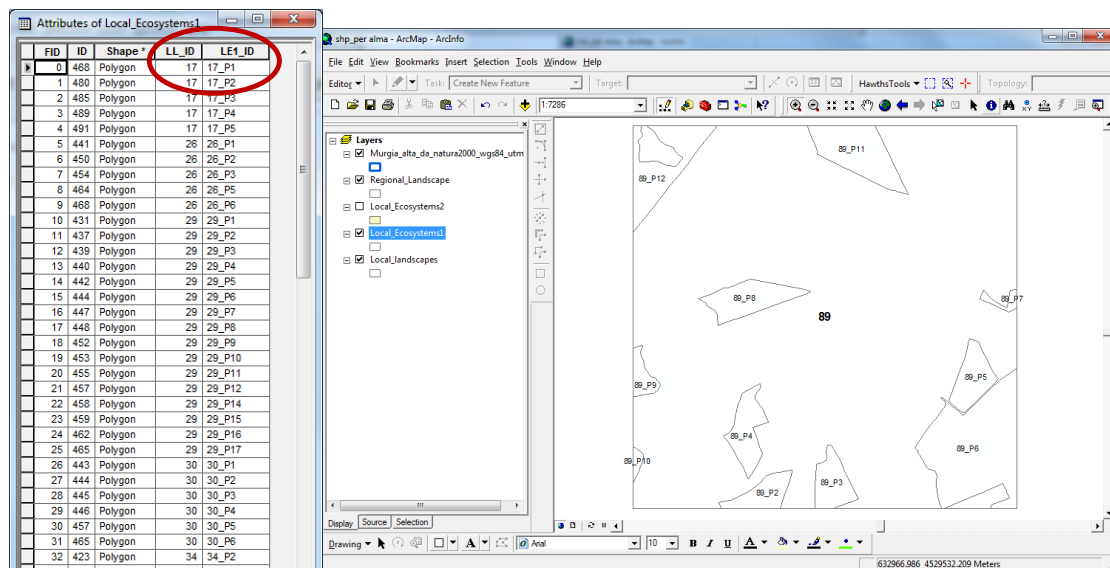 Attributes of Local_Ecosystems1
FID ID Shape * LL_ID LE1_ID
0 468 Polygon 17 17_P1
1 480 Polygon 17 17_P2
2 485 Polygon 17 17_P3
3 489 Polygon 17 17_P4
4 491 Polygon 17 17_P5
5 441 Polygon 26 26_P1
6 450 Polygon 26 26_P2
7 454 Polygon 26 26_P3
8 464 Polygon 26 26_P5
9 468 Polygon 26 26_P6
10 431 Polygon 29 29_P1
11 437 Polygon 29 29_P2
12 439 Polygon 29 29_P3
13 440 Polygon 29 29_P4
14 442 Polygon 29 29_P5
15 444 Polygon 29 29_P6
16 447 Polygon 29 29_P7
17 448 Polygon 29 29_P8
18 452 Polygon 29 29_P9
19 453 Polygon 29 29_P10
20 455 Polygon 29 29_P11
21 457 Polygon 29 29_P12
22 458 Polygon 29 29_P14
23 459 Polygon 29 29_P15
24 462 Polygon 29 29_P16
25 465 Polygon 29 29_P17
26 443 Polygon 30 30_P1
27 444 Polygon 30 30_P2
28 445 Polygon 30 30_P3
29 446 Polygon 30 30_P4
30 457 Polygon 30 30_P5
31 465 Polygon 30 30_P6
32 423 Polygon 34 34_P2
shp_per alma - ArcMap - ArcInfo
File Edit View Bookmarks Insert Selection Tools Window Help
Editor Task: Create New Feature Target: HawthsTools Topology:
1:7286
Layers
Murgia_alta_da_natura2000_wgs84_utm
Regional_Landscape
Local_Ecosystems2
Local_Ecosystems1
Local_landscapes
89_P11
89_P12
89_P8
89_P7
89
89_P5
89_P9
89_P4
89_P6
89_P10
89_P3
89_P2
Display Source Selection
Drawing Arial 10 B I U A
632966.986 4529532.209 Meters